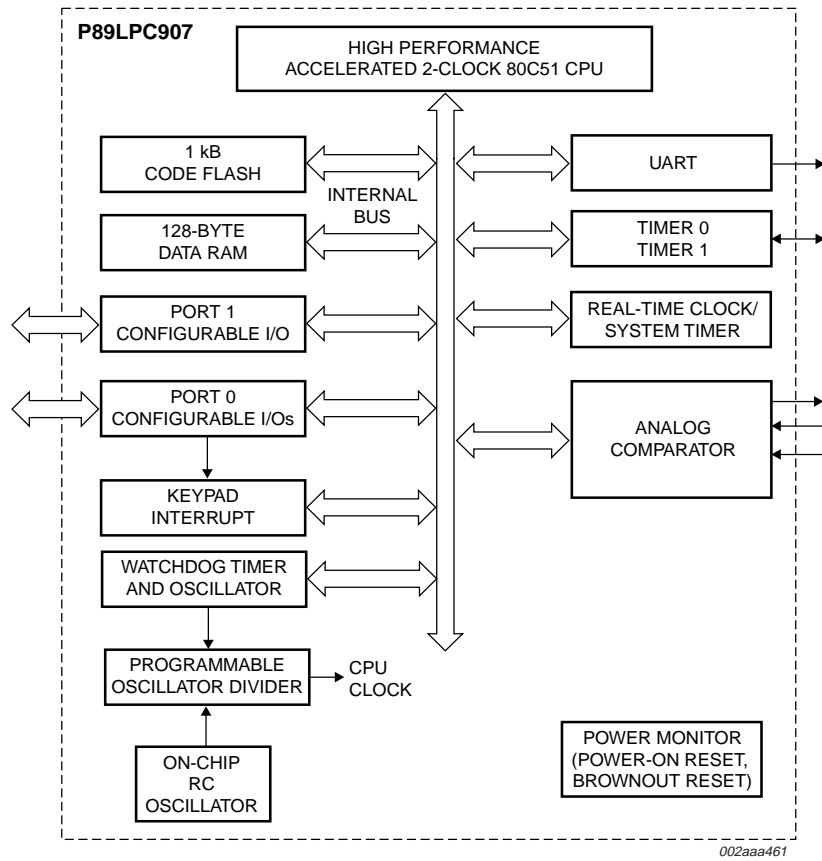 P89LPC907
HIGH PERFORMANCE
ACCELERATED 2-CLOCK 80C51 CPU
1 kB
CODE FLASH
INTERNAL
BUS
UART
128-BYTE
DATA RAM
TIMER 0
TIMER 1
PORT 1
CONFIGURABLE I/O
REAL-TIME CLOCK/
SYSTEM TIMER
PORT 0
CONFIGURABLE I/Os
ANALOG
COMPARATOR
KEYPAD
INTERRUPT
WATCHDOG TIMER
AND OSCILLATOR
PROGRAMMABLE
OSCILLATOR DIVIDER
CPU
CLOCK
ON-CHIP
RC
OSCILLATOR
POWER MONITOR
(POWER-ON RESET,
BROWNOUT RESET)
002aaa461